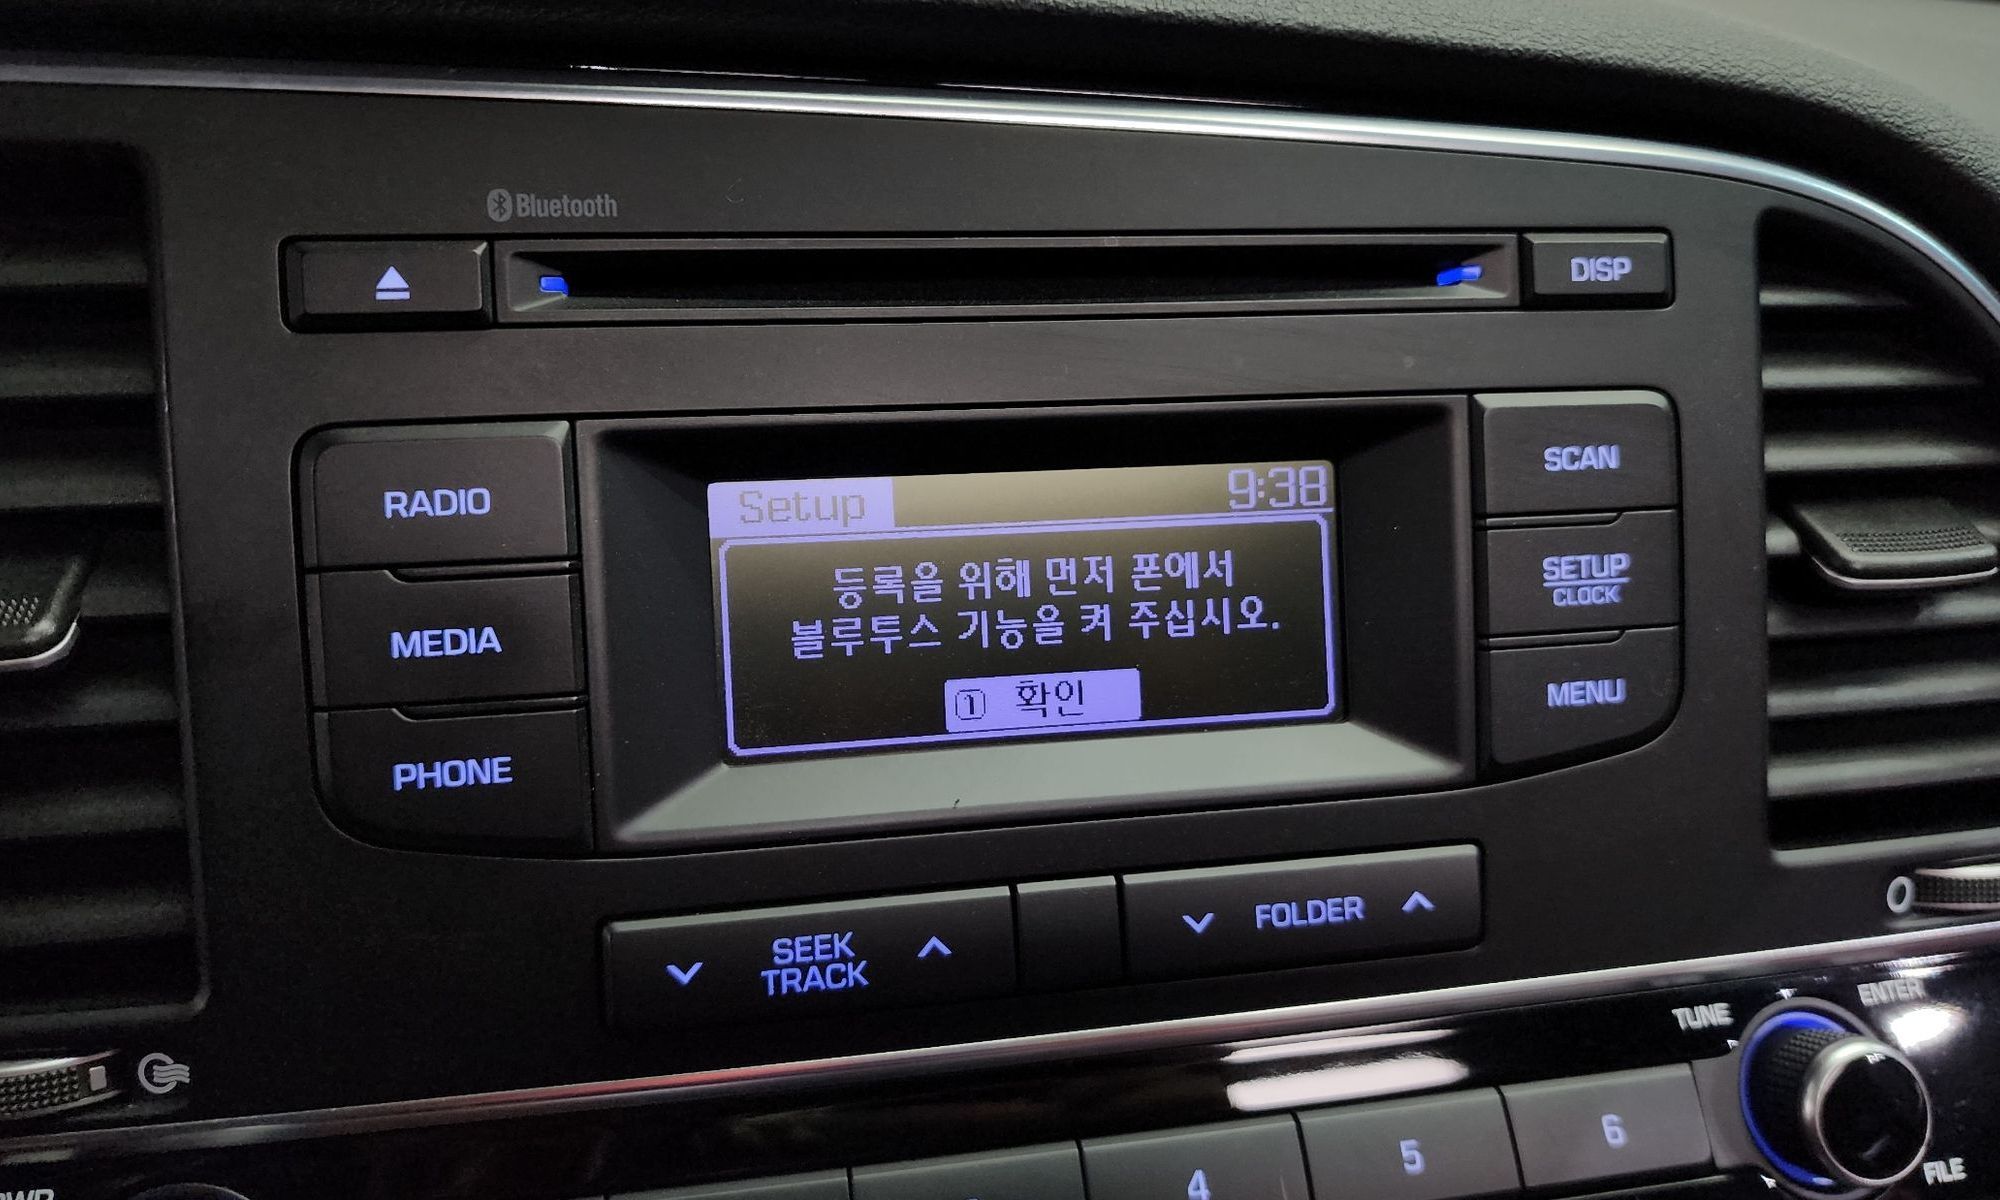 Bluetooth
DISP
RADIO
MEDIA
PHONE
Setup
9:38
등록을 위해 먼저 폰에서
블루투스 기능을 켜 주십시오.
1 확인
SCAN
SETUP
CLOCK
MENU
SEEK
TRACK
FOLDER
0
TUNE
ENTER
FILE
4
5
6